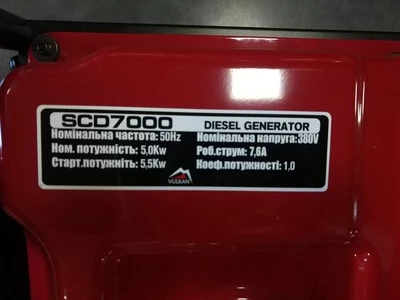 SCD7000 DIESEL GENERATOR
Номінальна частота: 50Hz Номінальна напруга: 380V
Ном. потужність: 5,0Kw Роб.струм: 7,6А
Старт.потужніть: 5,5Kw Коеф.потужності: 1,0
VULKAN